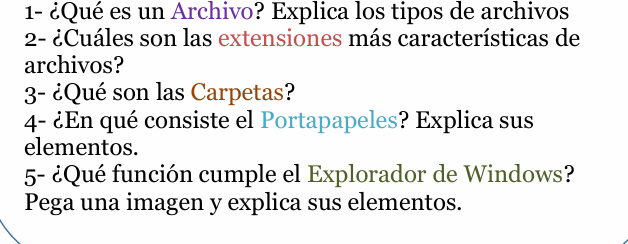 1- ¿Qué es un Archivo? Explica los tipos de archivos
2- ¿Cuáles son las extensiones más características de
archivos?
3- ¿Qué son las Carpetas?
4- ¿En qué consiste el Portapapeles? Explica sus
elementos.
5- ¿Qué función cumple el Explorador de Windows?
Pega una imagen y explica sus elementos.